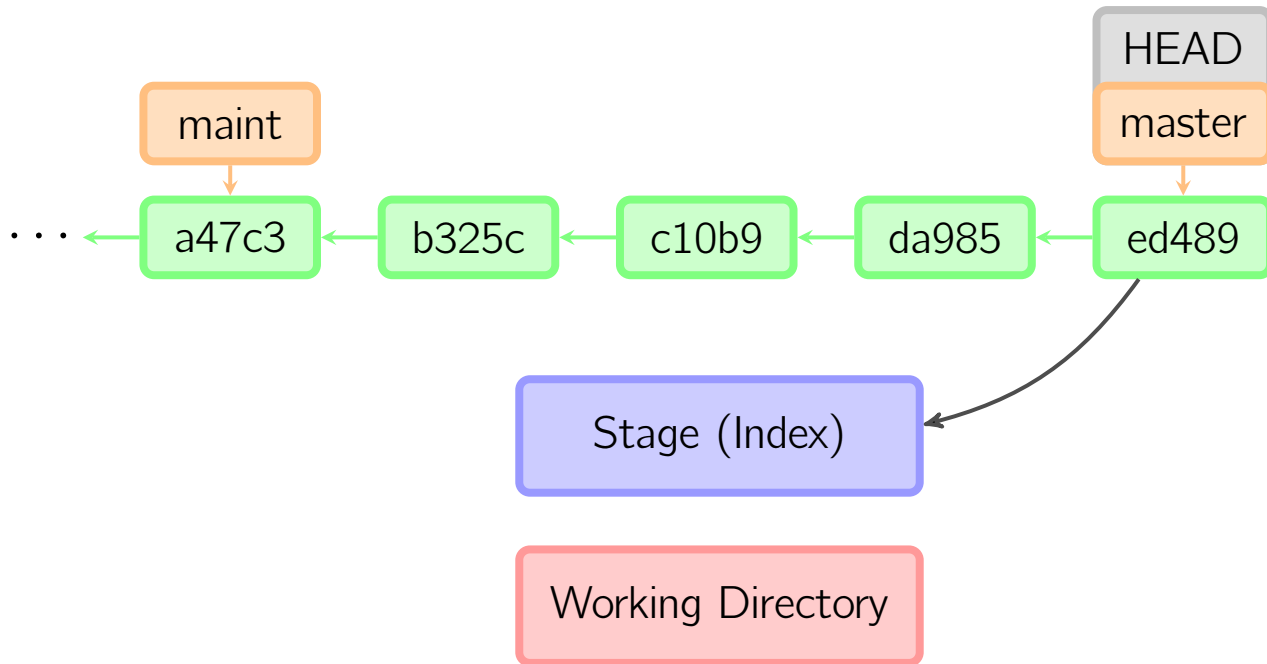 HEAD
maint
master
· · ·
a47c3
b325c
c10b9
da985
ed489
Stage (Index)
Working Directory